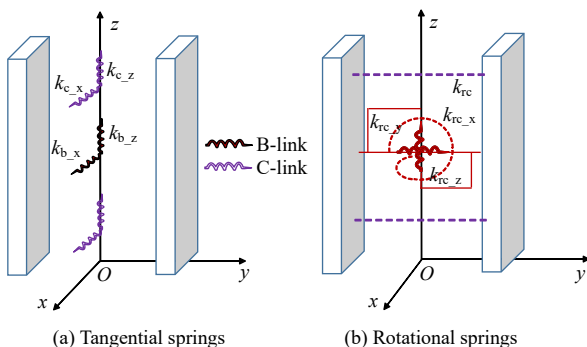 z
k_c_z
k_c_x
k_b_z
k_b_x
B-link
C-link
O
y
x
(a) Tangential springs
z
k_rc
k_rc_x
k_rc_y
k_rc_z
O
y
x
(b) Rotational springs